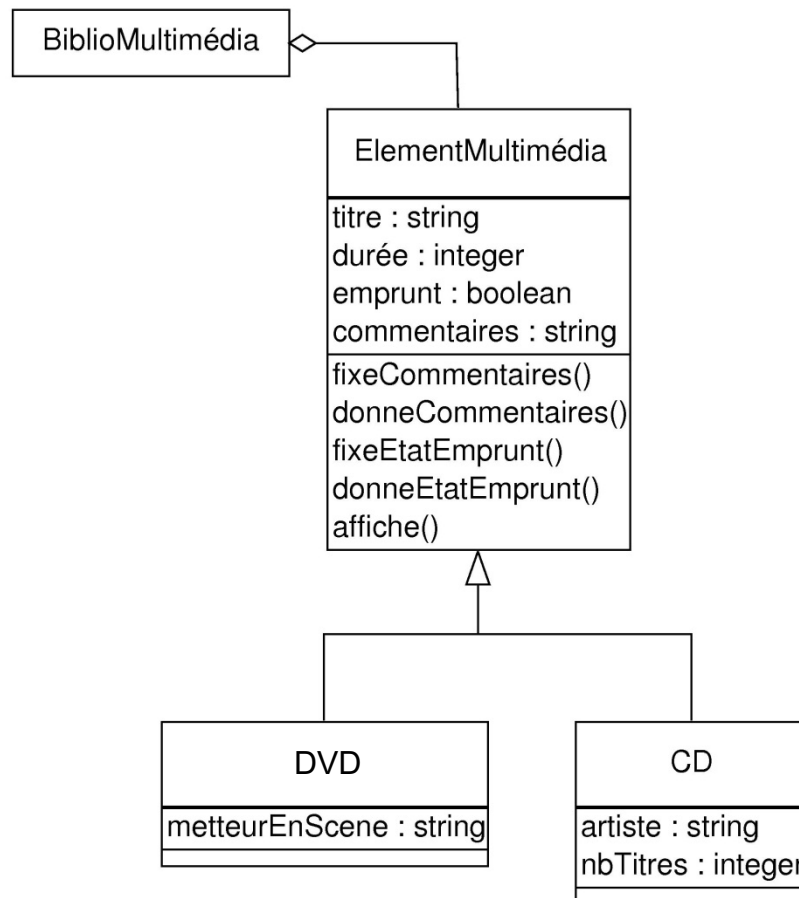 BiblioMultimédia
ElementMultimédia
titre : string
durée : integer
emprunt : boolean
commentaires : string
fixeCommentaires()
donneCommentaires()
fixeEtatEmprunt()
donneEtatEmprunt()
affiche()
DVD
metteurEnScene : string
CD
artiste : string
nbTitres : integer